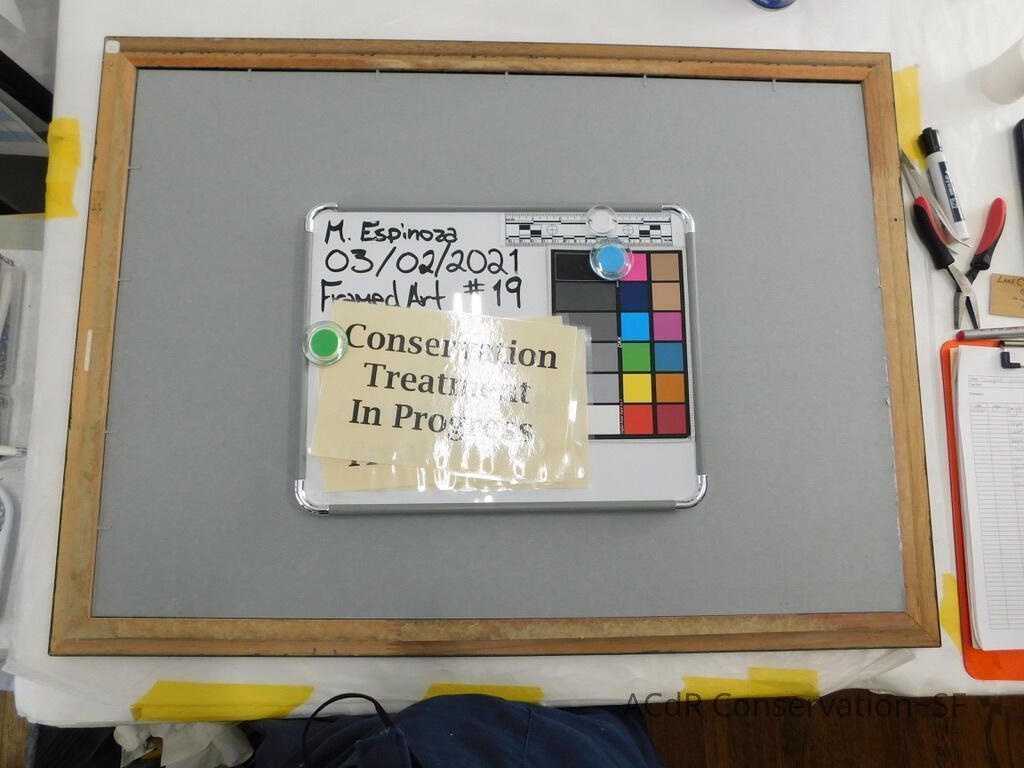 M. Espinoza
03/02/2021
Framed Art #19
Conservation
Treatment
In Progress
ACdR Conservation~SF